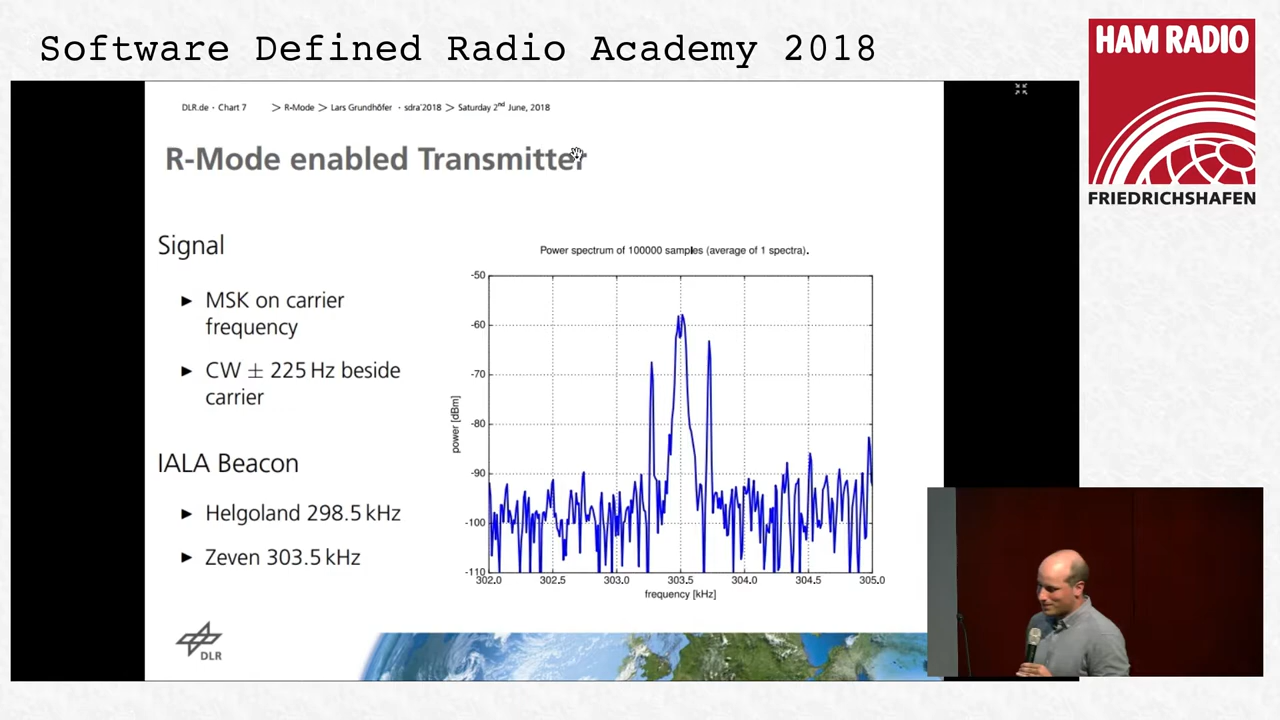 Software Defined Radio Academy 2018
HAM RADIO
FRIEDRICHSHAFEN
DLR.de · Chart 7 > R-Mode > Lars Grundhöfer · sdra'2018 > Saturday 2nd June, 2018
R-Mode enabled Transmitter
Signal
► MSK on carrier
frequency
► CW ± 225 Hz beside
carrier
IALA Beacon
► Helgoland 298.5 kHz
► Zeven 303.5 kHz
Power spectrum of 100000 samples (average of 1 spectra).
power [dBm]
-50
-60
-70
-80
-90
-100
-110
302.0 302.5 303.0 303.5 304.0 304.5 305.0
frequency [kHz]
DLR